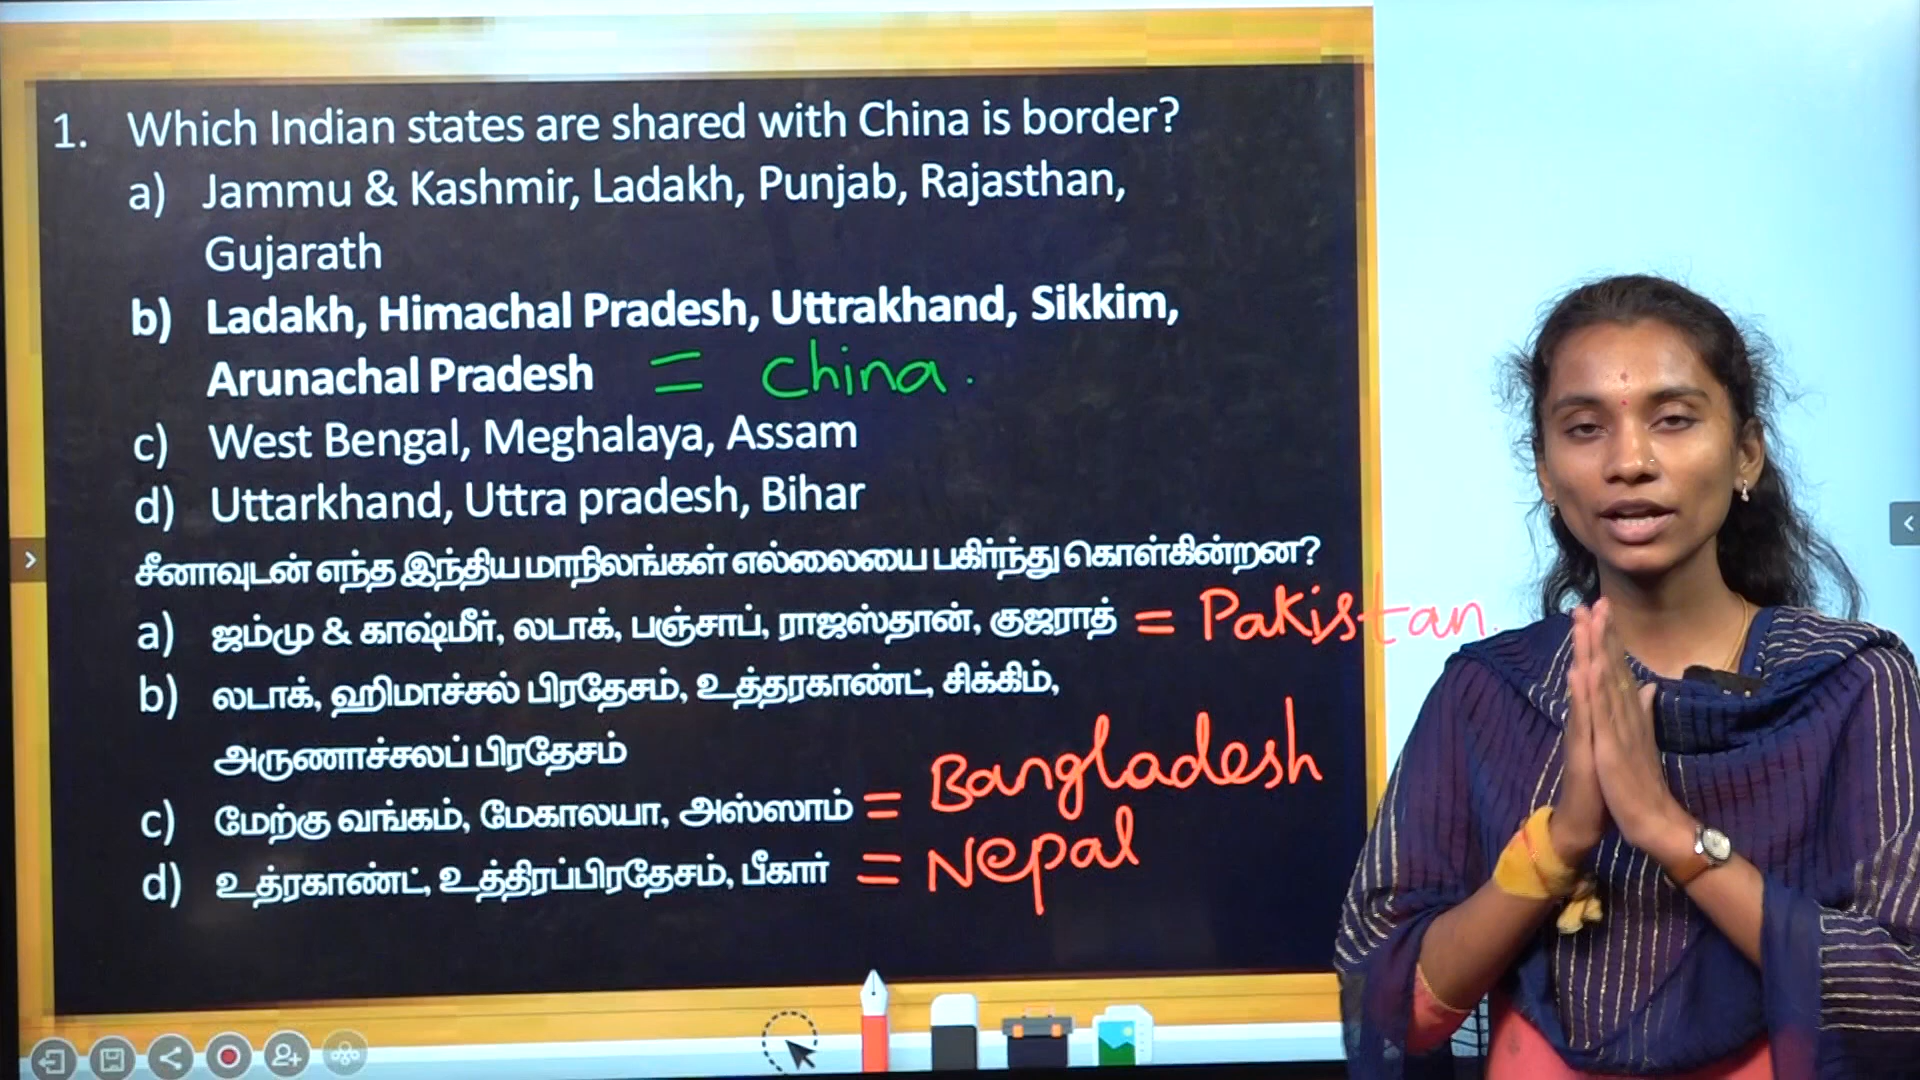 1. Which Indian states are shared with China is border?
a) Jammu & Kashmir, Ladakh, Punjab, Rajasthan,
Gujarath
b) Ladakh, Himachal Pradesh, Uttrakhand, Sikkim,
Arunachal Pradesh = China.
c) West Bengal, Meghalaya, Assam
d) Uttarkhand, Uttra pradesh, Bihar
சீனாவுடன் எந்த இந்திய மாநிலங்கள் எல்லையை பகிர்ந்து கொள்கின்றன?
a) ஜம்மு & காஷ்மீர், லடாக், பஞ்சாப், ராஜஸ்தான், குஜராத் = Pakistan.
b) லடாக், ஹிமாச்சல் பிரதேசம், உத்தரகாண்ட், சிக்கிம்,
அருணாச்சலப் பிரதேசம்
c) மேற்கு வங்கம், மேகாலயா, அஸ்ஸாம் = Bangladesh
d) உத்ரகாண்ட், உத்திரப்பிரதேசம், பீகார் = Nepal